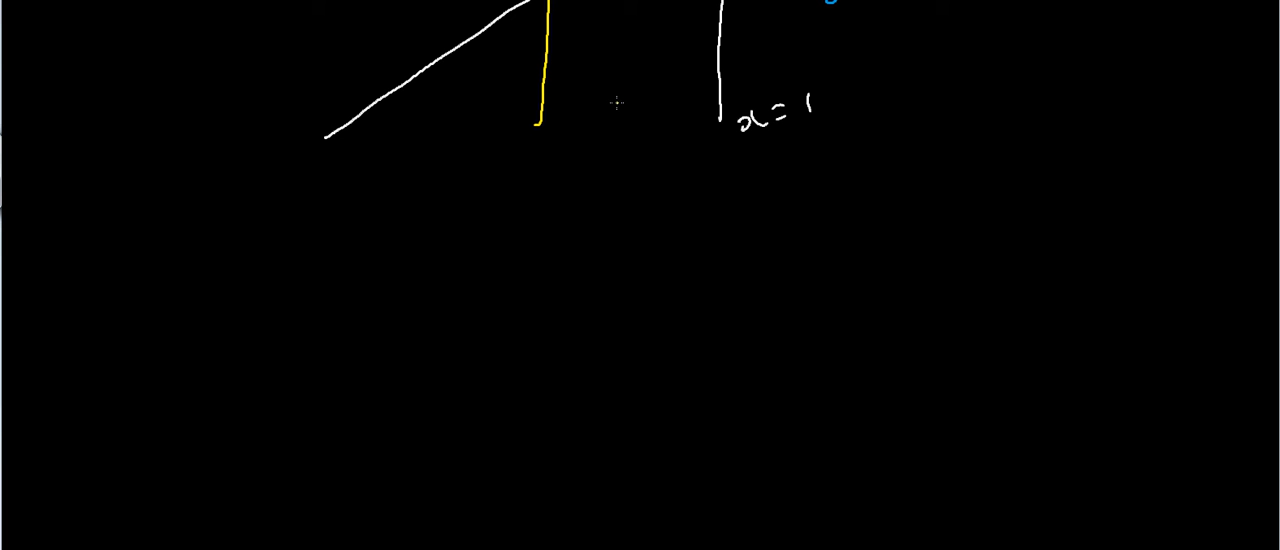 x = 1